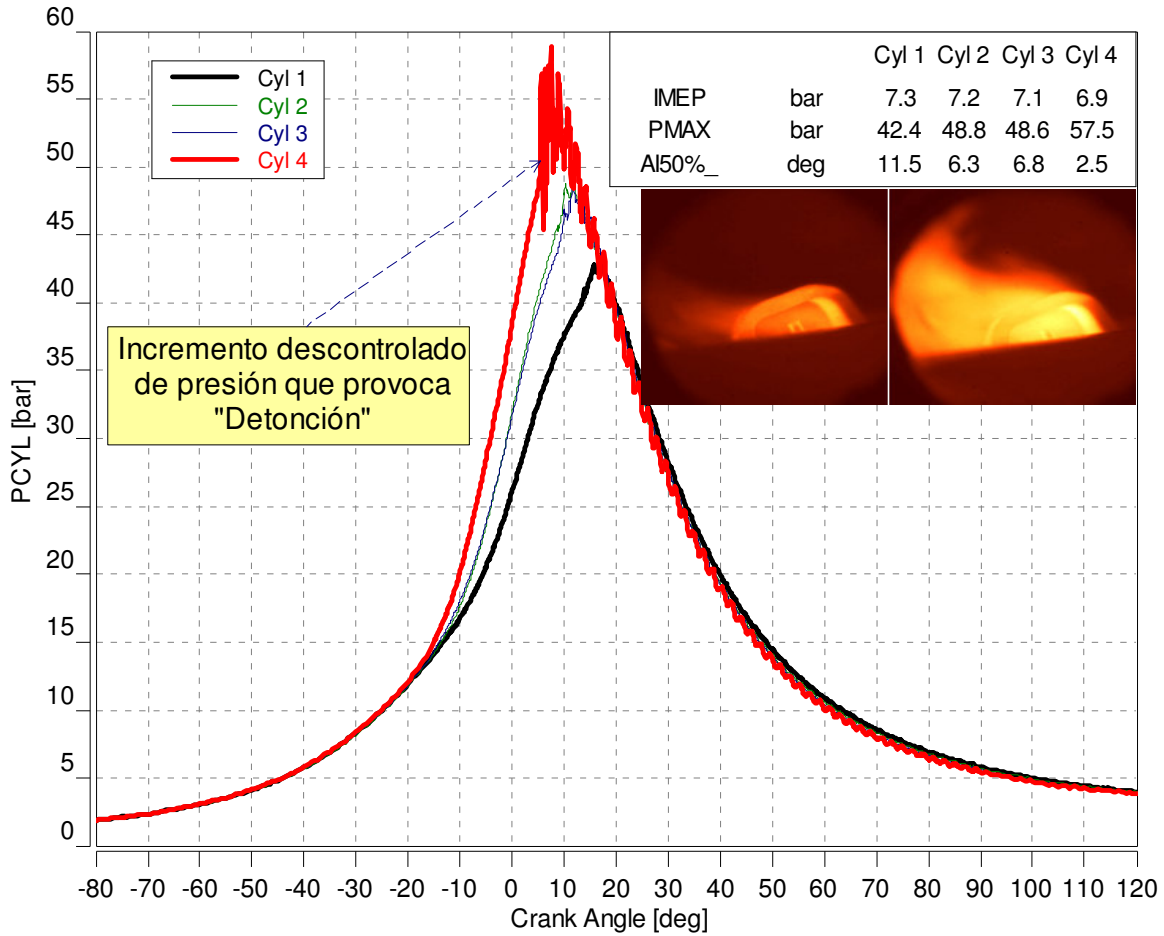 60
55
50
45
40
35
30
25
20
15
10
5
0
PCYL [bar]
Cyl 1
Cyl 2
Cyl 3
Cyl 4
Cyl 1 Cyl 2 Cyl 3 Cyl 4
IMEP bar 7.3 7.2 7.1 6.9
PMAX bar 42.4 48.8 48.6 57.5
AI50%_ deg 11.5 6.3 6.8 2.5
Incremento descontrolado
de presión que provoca
"Detonción"
-80 -70 -60 -50 -40 -30 -20 -10 0 10 20 30 40 50 60 70 80 90 100 110 120
Crank Angle [deg]